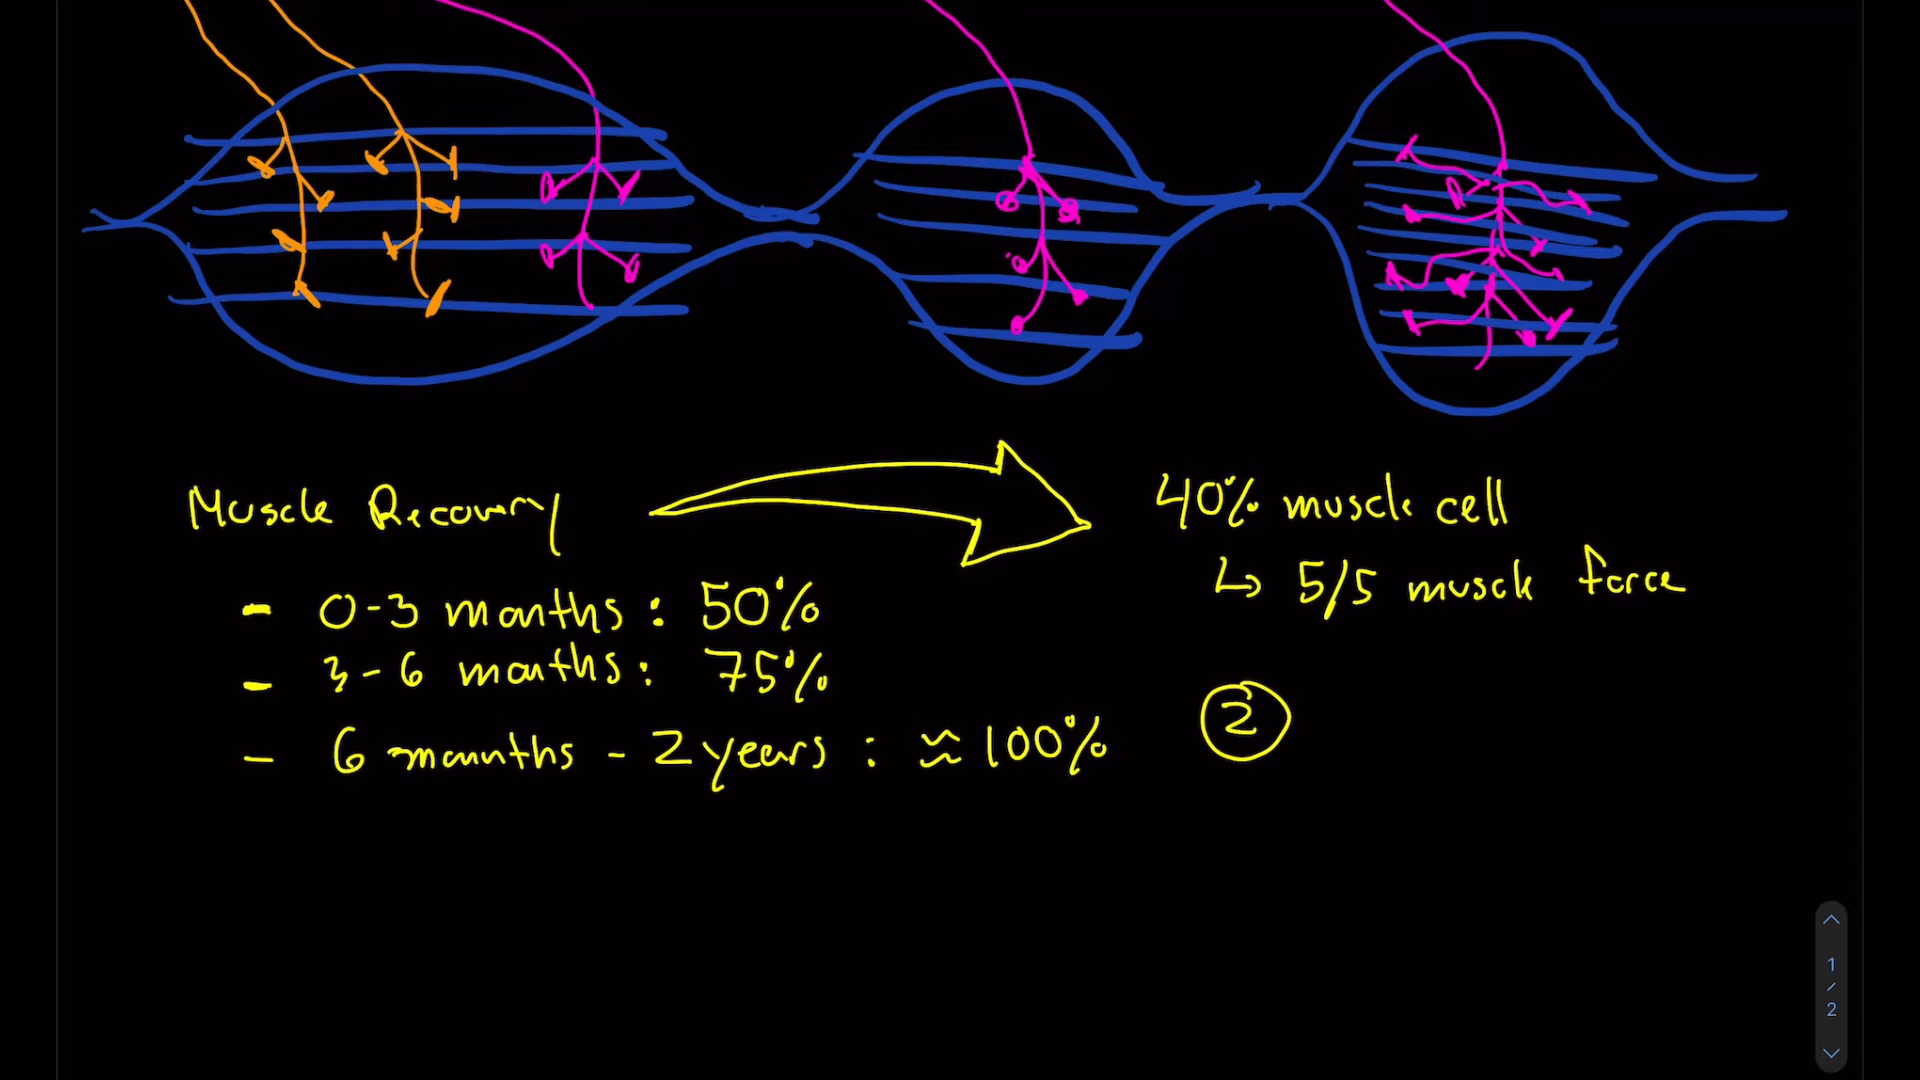 Muscle Recovery
40% muscle cell
↳ 5/5 muscle force
- 0-3 months : 50%
- 3-6 months : 75%
- 6 monnths - 2 years : ≈ 100%
2
1
/
2